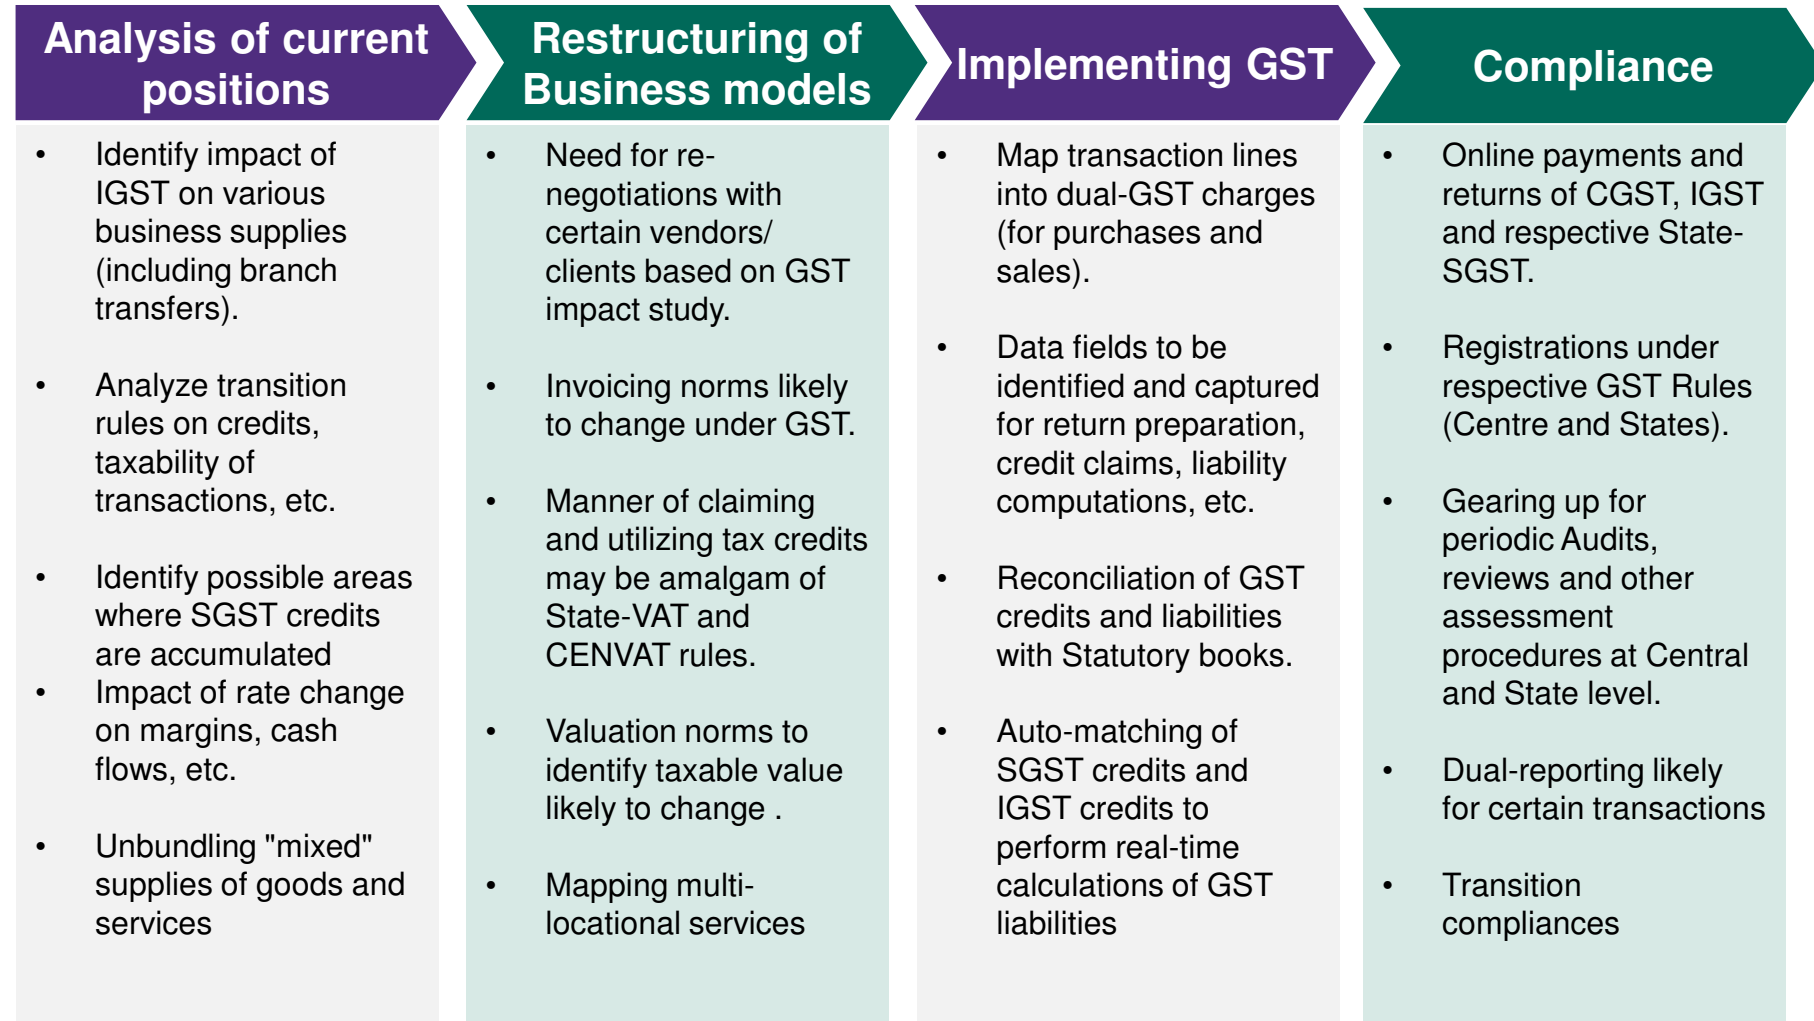 Analysis of current
positions
• Identify impact of
IGST on various
business supplies
(including branch
transfers).
• Analyze transition
rules on credits,
taxability of
transactions, etc.
• Identify possible areas
where SGST credits
are accumulated
• Impact of rate change
on margins, cash
flows, etc.
• Unbundling "mixed"
supplies of goods and
services
Restructuring of
Business models
• Need for re-
negotiations with
certain vendors/
clients based on GST
impact study.
• Invoicing norms likely
to change under GST.
• Manner of claiming
and utilizing tax credits
may be amalgam of
State-VAT and
CENVAT rules.
• Valuation norms to
identify taxable value
likely to change .
• Mapping multi-
locational services
Implementing GST
• Map transaction lines
into dual-GST charges
(for purchases and
sales).
• Data fields to be
identified and captured
for return preparation,
credit claims, liability
computations, etc.
• Reconciliation of GST
credits and liabilities
with Statutory books.
• Auto-matching of
SGST credits and
IGST credits to
perform real-time
calculations of GST
liabilities
Compliance
• Online payments and
returns of CGST, IGST
and respective State-
SGST.
• Registrations under
respective GST Rules
(Centre and States).
• Gearing up for
periodic Audits,
reviews and other
assessment
procedures at Central
and State level.
• Dual-reporting likely
for certain transactions
• Transition
compliances